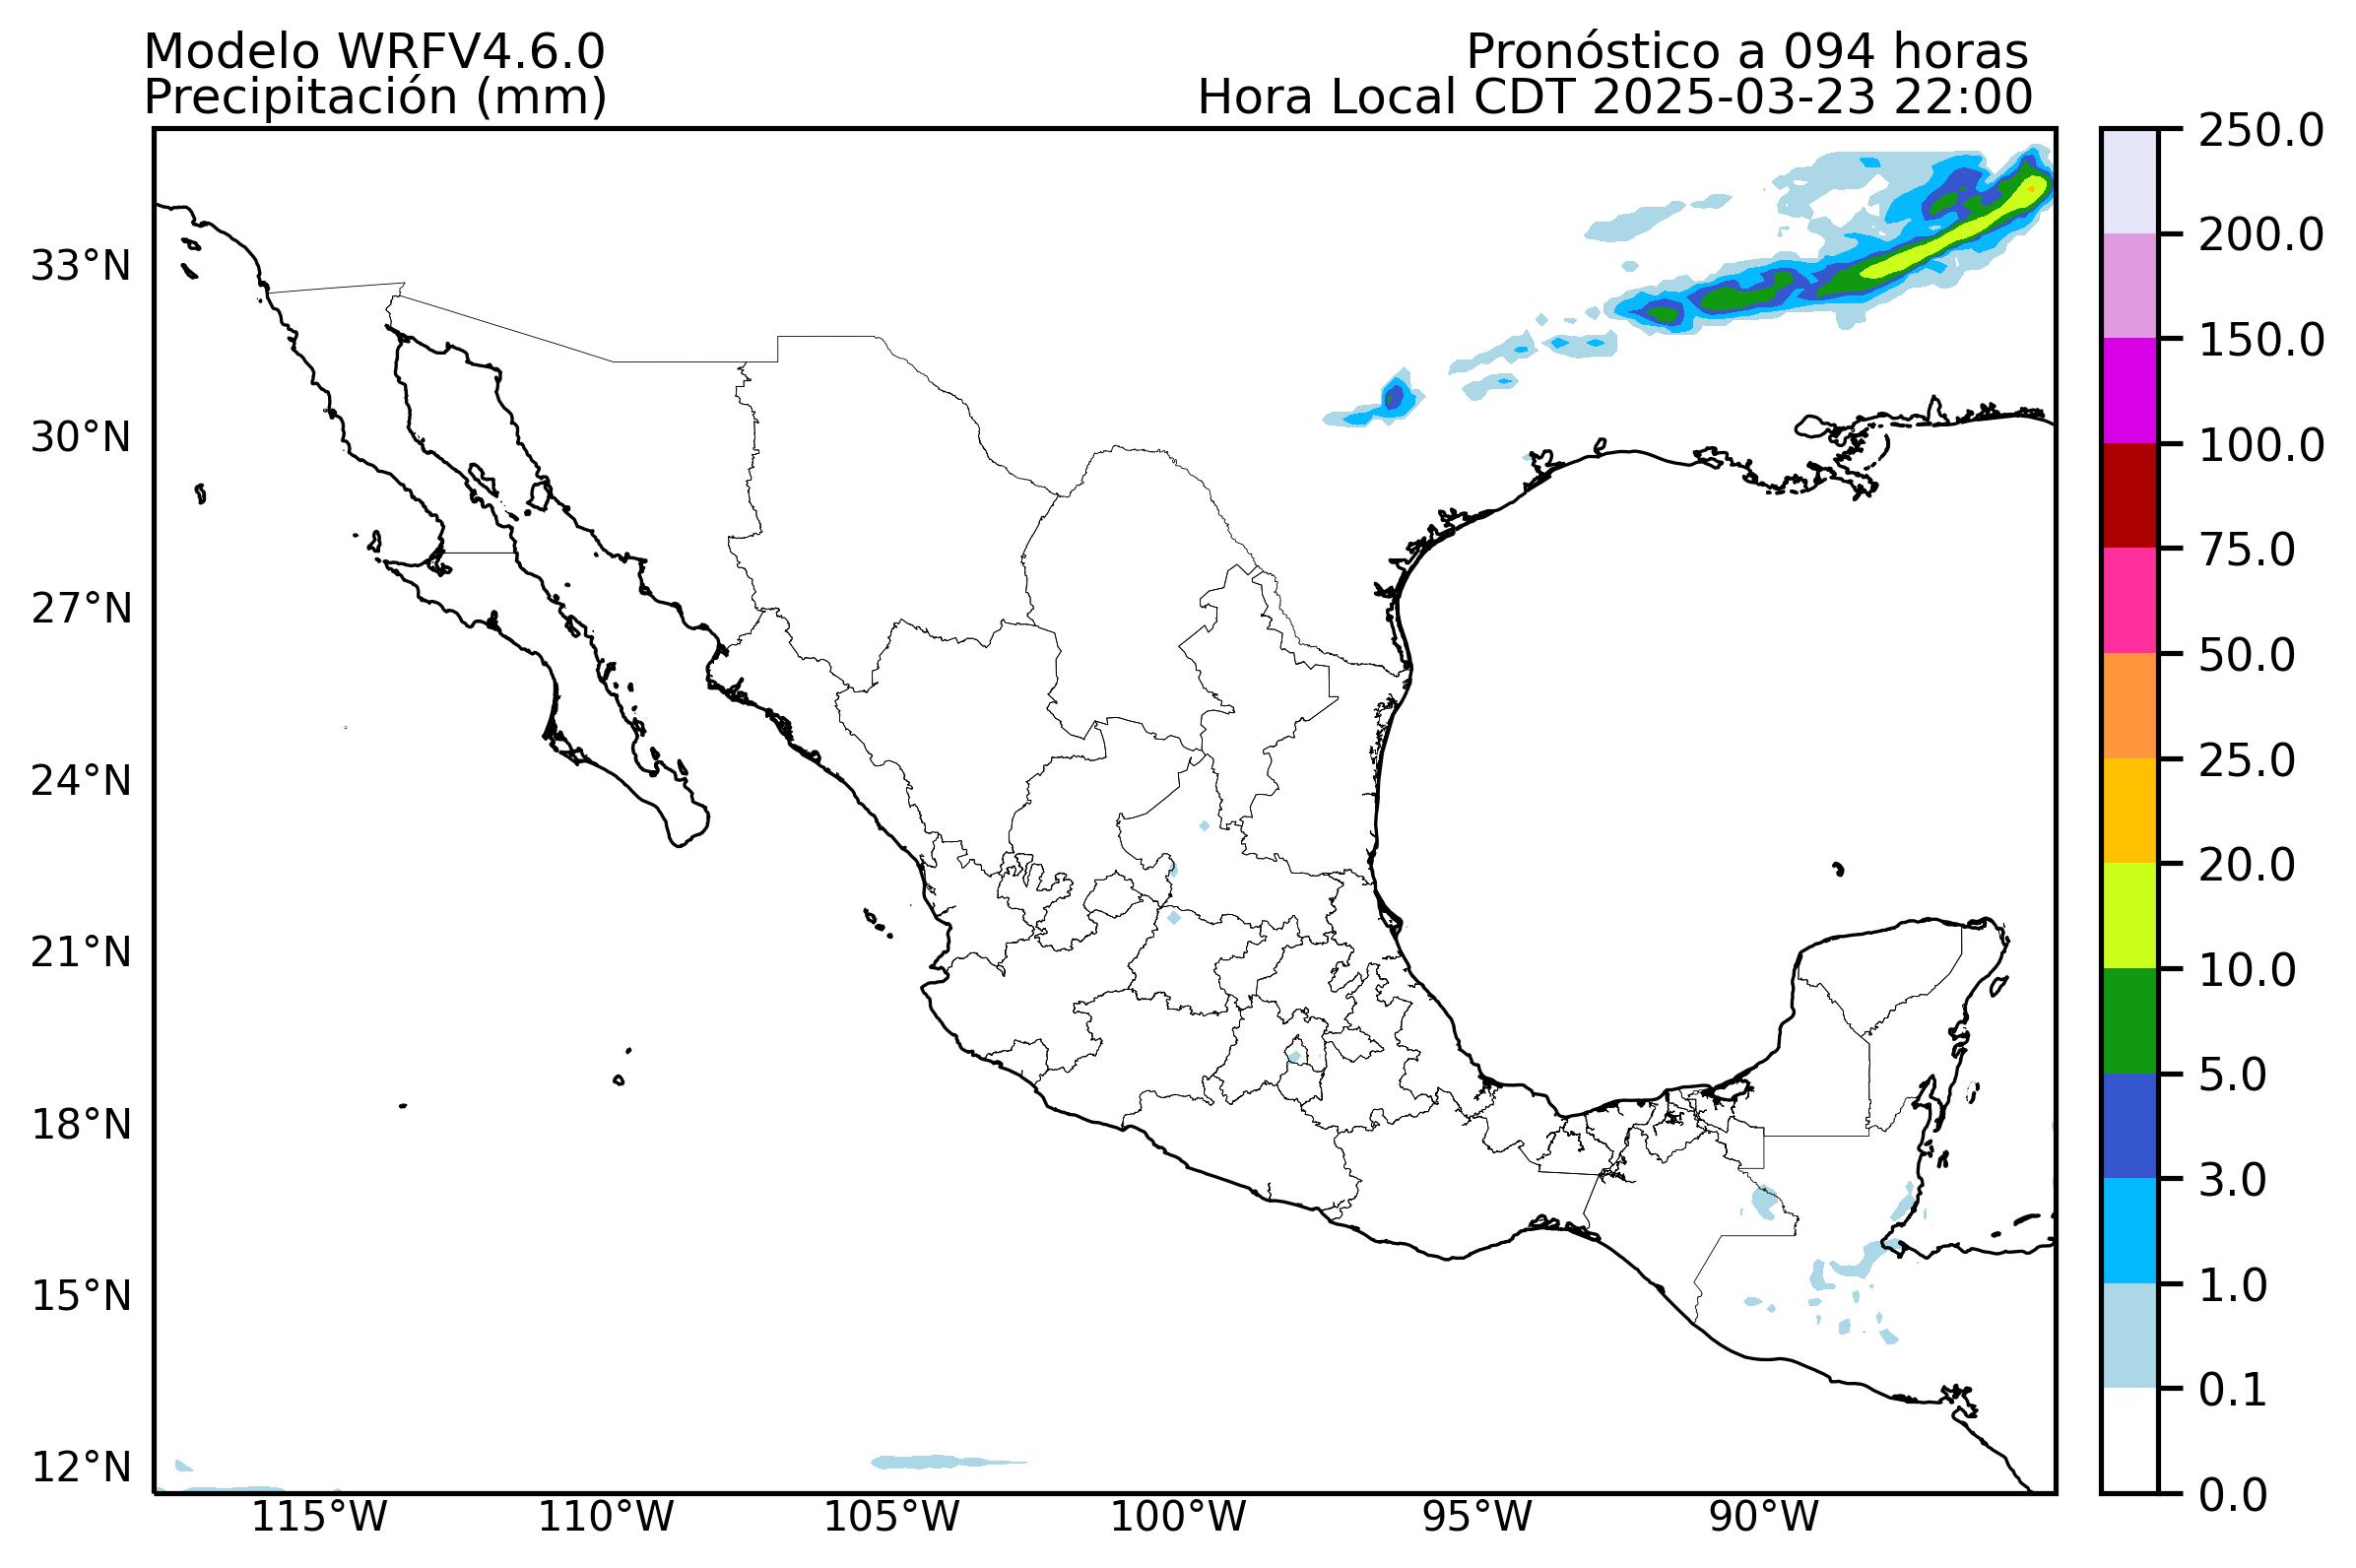 Modelo WRFV4.6.0
Pronóstico a 094 horas
Precipitación (mm)
Hora Local CDT 2025-03-23 22:00
33°N
30°N
27°N
24°N
21°N
18°N
15°N
12°N
115°W
110°W
105°W
100°W
95°W
90°W
250.0
200.0
150.0
100.0
75.0
50.0
25.0
20.0
10.0
5.0
3.0
1.0
0.1
0.0